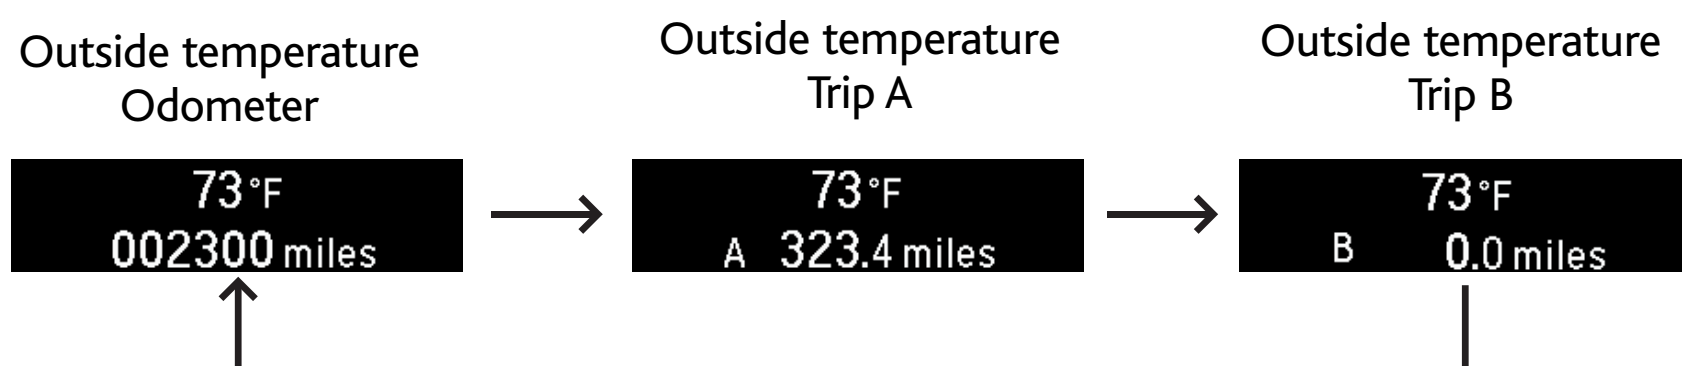 Outside temperature
Odometer
73°F
002300 miles
Outside temperature
Trip A
73°F
A 323.4 miles
Outside temperature
Trip B
73°F
B 0.0 miles